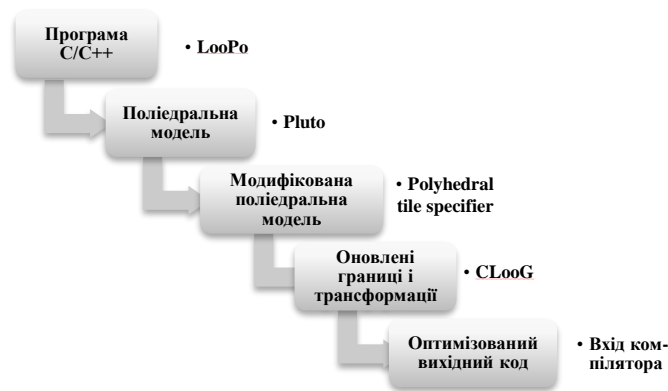 Програма
С/С++
• LooPo
Поліедральна
модель
• Pluto
Модифікована
поліедральна
модель
• Polyhedral
tile specifier
Оновлені
границі і
трансформації
• CLooG
Оптимізований
вихідний код
• Вхід ком-
пілятора